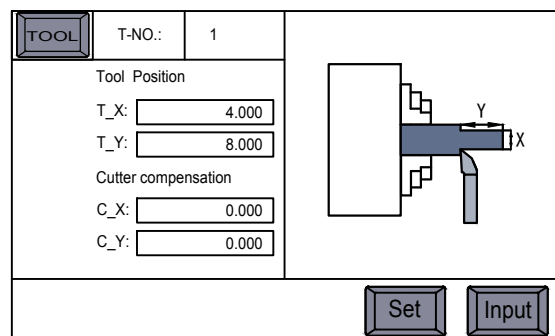 TOOL T-NO.: 1
Tool Position
T_X: 4.000
T_Y: 8.000
Cutter compensation
C_X: 0.000
C_Y: 0.000
Y
X
Set Input